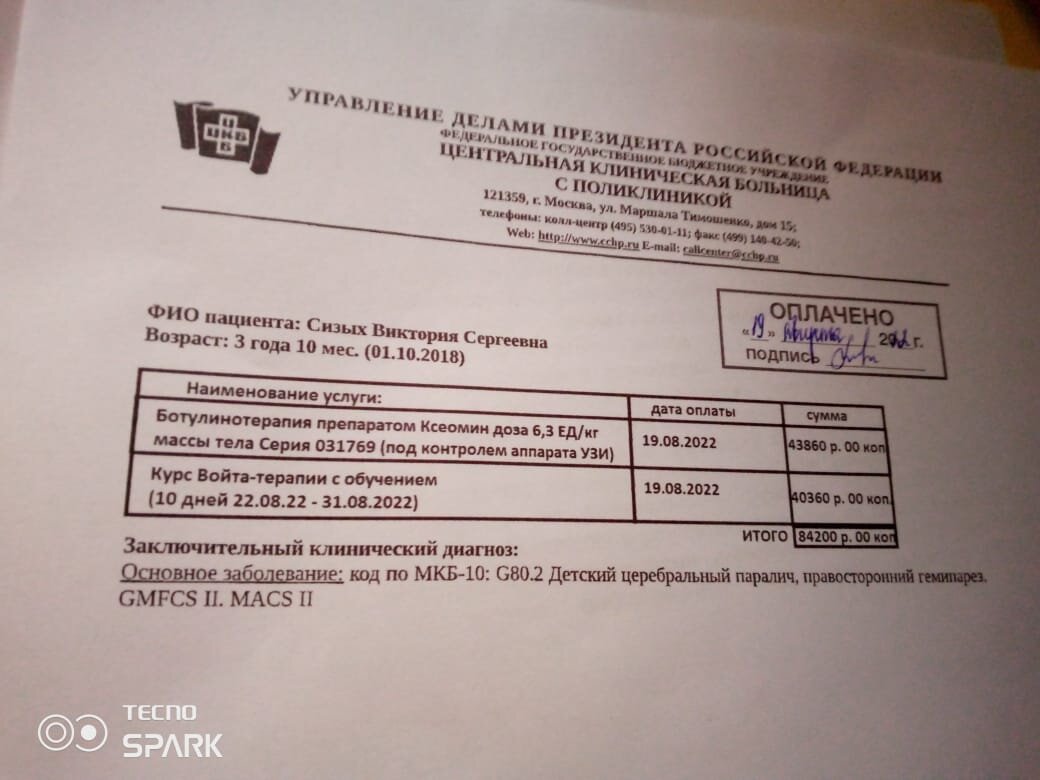 ЦКБ
УПРАВЛЕНИЕ ДЕЛАМИ ПРЕЗИДЕНТА РОССИЙСКОЙ ФЕДЕРАЦИИ
ФЕДЕРАЛЬНОЕ ГОСУДАРСТВЕННОЕ БЮДЖЕТНОЕ УЧРЕЖДЕНИЕ
ЦЕНТРАЛЬНАЯ КЛИНИЧЕСКАЯ БОЛЬНИЦА
С ПОЛИКЛИНИКОЙ
121359, г. Москва, ул. Маршала Тимошенко, дом 15;
телефоны: колл-центр (495) 530-01-11; факс (499) 140-42-50;
Web: http://www.cchp.ru E-mail: callcenter@cchp.ru
ФИО пациента: Сизых Виктория Сергеевна
Возраст: 3 года 10 мес. (01.10.2018)
ОПЛАЧЕНО
«19» августа 2022 г.
подпись
Наименование услуги: дата оплаты сумма
Ботулинотерапия препаратом Ксеомин доза 6,3 ЕД/кг
массы тела Серия 031769 (под контролем аппарата УЗИ) 19.08.2022 43860 р. 00 коп
Курс Войта-терапии с обучением
(10 дней 22.08.22 - 31.08.2022) 19.08.2022 40360 р. 00 коп
ИТОГО 84200 р. 00 коп
Заключительный клинический диагноз:
Основное заболевание: код по МКБ-10: G80.2 Детский церебральный паралич, правосторонний гемипарез.
GMFCS II. MACS II
TECNO
SPARK